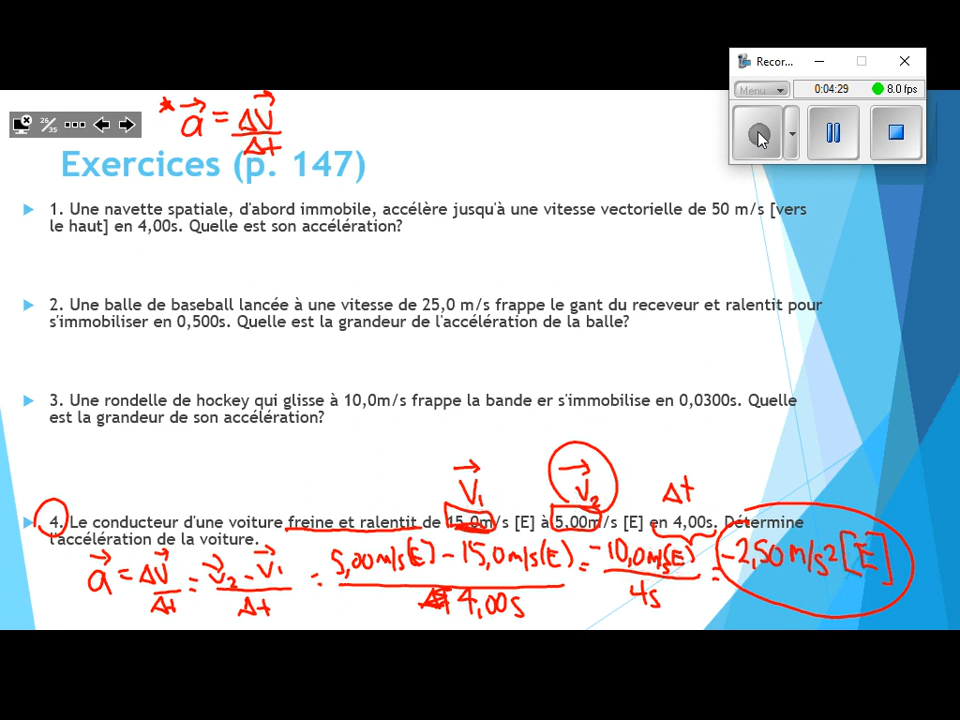 Recor...
Menu
0:04:29
8.0 fps
26/35
* a⃗ = ΔV⃗/Δt
Exercices (p. 147)
1. Une navette spatiale, d'abord immobile, accélère jusqu'à une vitesse vectorielle de 50 m/s [vers
le haut] en 4,00s. Quelle est son accélération?
2. Une balle de baseball lancée à une vitesse de 25,0 m/s frappe le gant du receveur et ralentit pour
s'immobiliser en 0,500s. Quelle est la grandeur de l'accélération de la balle?
3. Une rondelle de hockey qui glisse à 10,0m/s frappe la bande er s'immobilise en 0,0300s. Quelle
est la grandeur de son accélération?
V⃗₁ V⃗₂ Δt
4. Le conducteur d'une voiture freine et ralentit de 15,0m/s [E] à 5,00m/s [E] en 4,00s. Détermine
l'accélération de la voiture.
a⃗ = ΔV⃗/Δt = V⃗₂ - V⃗₁/Δt = 5,00m/s(E) - 15,0m/s(E)/4,00s = -10,0m/s(E)/4s = -2,50m/s² [E]